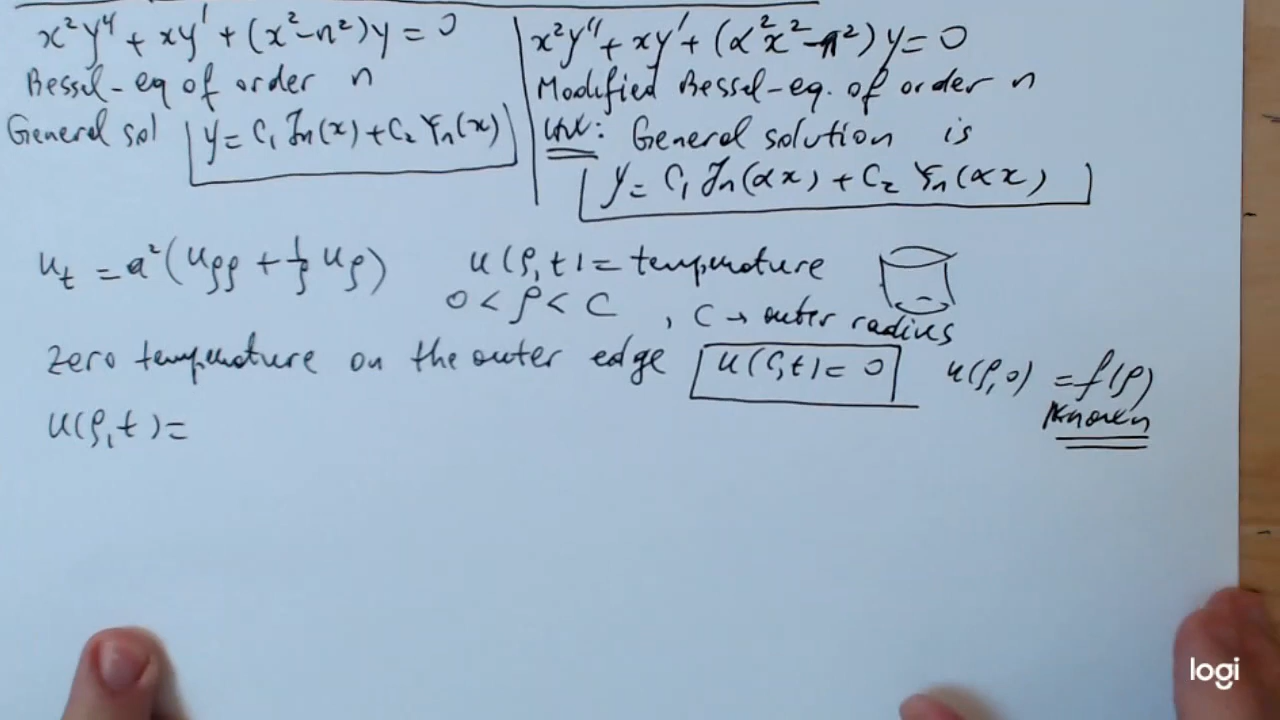 x²y'' + xy' + (x²-n²)y = 0
Bessel-eq of order n
General sol y = C₁ Jn(x) + C₂ Yn(x)
x²y'' + xy' + (α²x²-n²) y = 0
Modified Bessel-eq. of order n
General solution is
y = C₁ Jn(αx) + C₂ Yn(αx)
u_t = a²(u_ρρ + 1/ρ u_ρ) u(ρ,t) = temperature
0 < ρ < C , C → outer radius
Zero temperature on the outer edge u(C,t) = 0 u(ρ,0) = f(ρ)
Known
u(ρ,t) =
logi